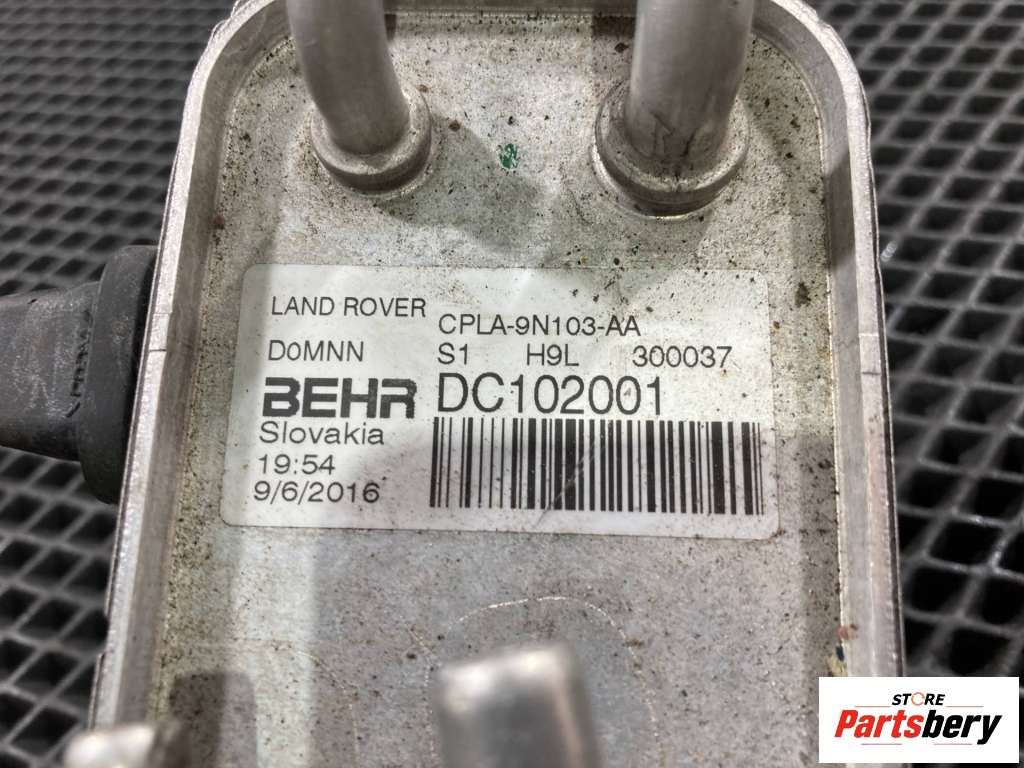 LAND ROVER CPLA-9N103-AA
D0MNN S1 H9L 300037
BEHR DC102001
Slovakia
19:54
9/6/2016
STORE
Partsbery